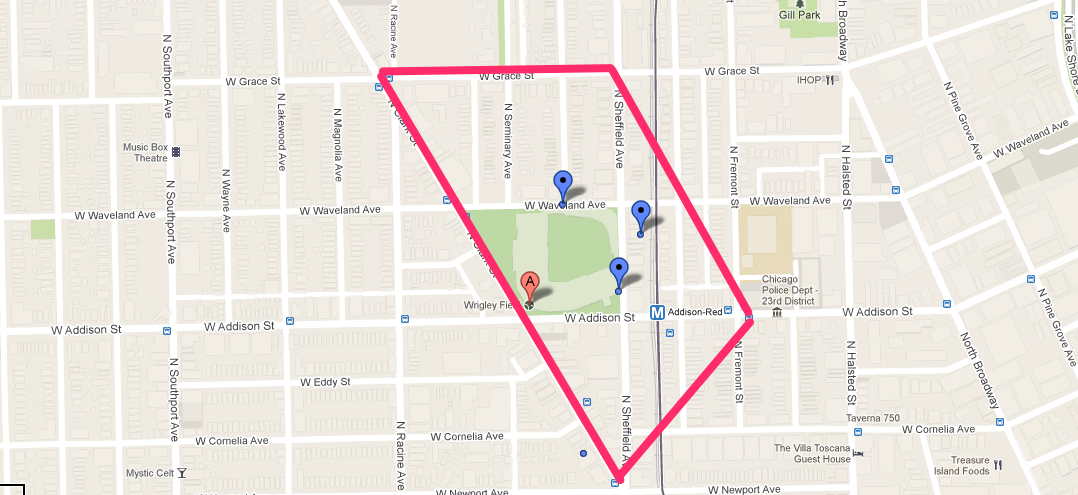 Gill Park
N Racine Ave
N Southport Ave
h Broadway
N Lake Shore
W Grace St
W Grace St
W Grace St
IHOP
N Lakewood Ave
N Magnolia Ave
N Clark St
N Seminary Ave
N Sheffield Ave
N Pine Grove Ave
W Waveland Ave
Music Box
Theatre
N Southport Ave
N Wayne Ave
N Fremont St
N Halsted St
W Waveland Ave
W Waveland Ave
W Waveland Ave
W Waveland Ave
N Clark St
A
Wrigley Fie
Chicago
Police Dept -
23rd District
N Pine Grove Ave
W Addison St
W Addison St
W Addison St
M
Addison-Red
W Addison St
N Southport Ave
N Fremont St
N Halsted St
North Broadway
W Eddy St
N Sheffield A
Taverna 750
W Cornelia Ave
W Cornelia Ave
W Cornelia Ave
N Racine Ave
The Villa Toscana
Guest House
Mystic Celt
Treasure
Island Foods
W Newport Ave
W Newport Ave